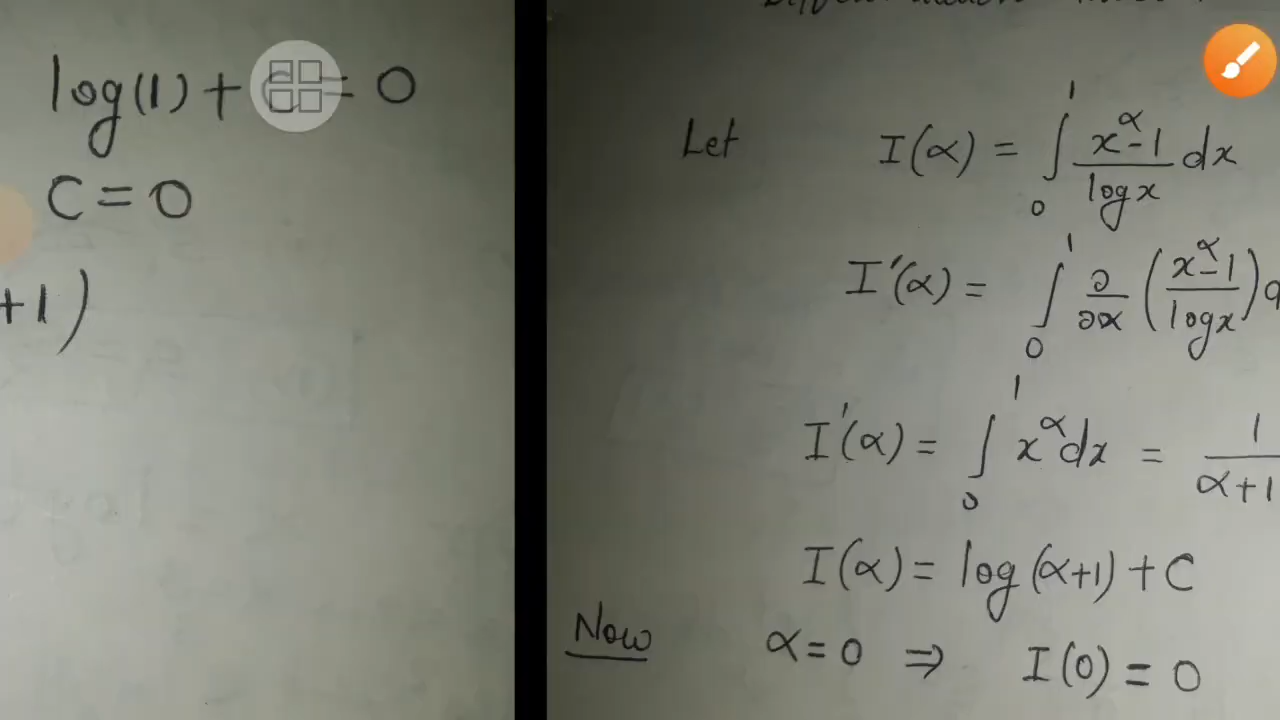 log(1) + C = 0
C = 0
+1)
Let I(α) = ∫₀¹ (x^α - 1)/(log x) dx
I'(α) = ∫₀¹ ∂/∂α ((x^α - 1)/(log x)) d
I'(α) = ∫₀¹ x^α dx = 1/(α+1)
I(α) = log(α+1) + C
Now α = 0 ⇒ I(0) = 0